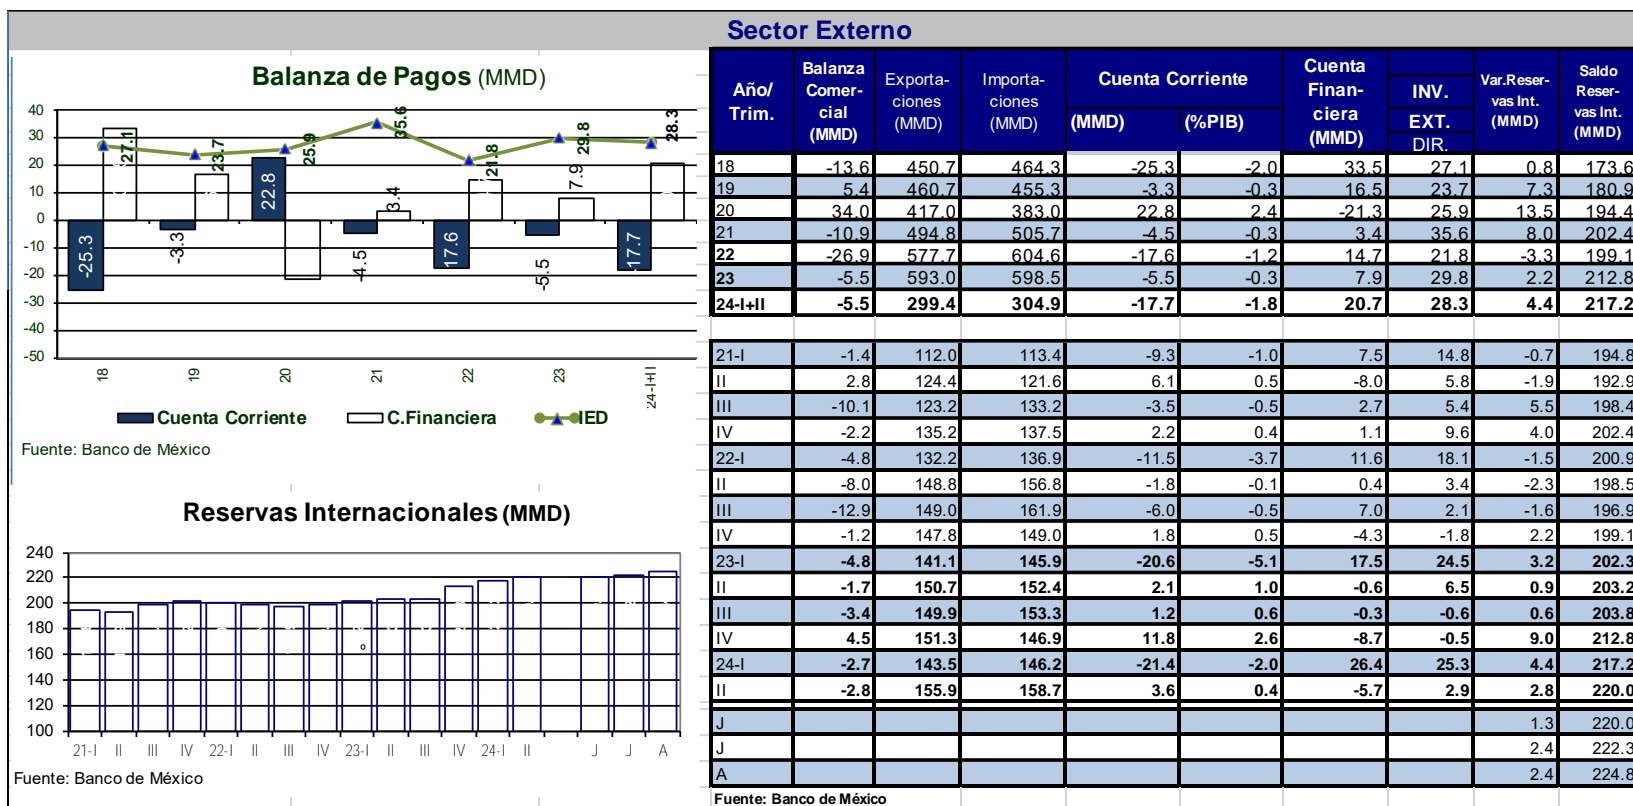 Sector Externo
Balanza de Pagos (MMD)
40
30
20
10
0
-10
-20
-30
-40
-50
27.1
23.7
25.9
35.6
21.8
29.8
28.3
-25.3
-3.3
22.8
-4.5
3.4
17.6
-5.5
7.9
-17.7
18
19
20
21
22
23
24-I+II
Cuenta Corriente
C.Financiera
IED
Fuente: Banco de México
Reservas Internacionales (MMD)
240
220
200
180
160
140
120
100
21-I II III IV 22-I II III IV 23-I II III IV 24-I II J J A
Fuente: Banco de México
Año/ Trim.
Balanza Comer- cial (MMD)
Exporta- ciones (MMD)
Importa- ciones (MMD)
Cuenta Corriente
(MMD) (%PIB)
Cuenta Finan- ciera (MMD)
INV. EXT. DIR.
Var.Reser- vas Int. (MMD)
Saldo Reser- vas Int. (MMD)
18 -13.6 450.7 464.3 -25.3 -2.0 33.5 27.1 0.8 173.6
19 5.4 460.7 455.3 -3.3 -0.3 16.5 23.7 7.3 180.9
20 34.0 417.0 383.0 22.8 2.4 -21.3 25.9 13.5 194.4
21 -10.9 494.8 505.7 -4.5 -0.3 3.4 35.6 8.0 202.4
22 -26.9 577.7 604.6 -17.6 -1.2 14.7 21.8 -3.3 199.1
23 -5.5 593.0 598.5 -5.5 -0.3 7.9 29.8 2.2 212.8
24-I+II -5.5 299.4 304.9 -17.7 -1.8 20.7 28.3 4.4 217.2
21-I -1.4 112.0 113.4 -9.3 -1.0 7.5 14.8 -0.7 194.8
II 2.8 124.4 121.6 6.1 0.5 -8.0 5.8 -1.9 192.9
III -10.1 123.2 133.2 -3.5 -0.5 2.7 5.4 5.5 198.4
IV -2.2 135.2 137.5 2.2 0.4 1.1 9.6 4.0 202.4
22-I -4.8 132.2 136.9 -11.5 -3.7 11.6 18.1 -1.5 200.9
II -8.0 148.8 156.8 -1.8 -0.1 0.4 3.4 -2.3 198.5
III -12.9 149.0 161.9 -6.0 -0.5 7.0 2.1 -1.6 196.9
IV -1.2 147.8 149.0 1.8 0.5 -4.3 -1.8 2.2 199.1
23-I -4.8 141.1 145.9 -20.6 -5.1 17.5 24.5 3.2 202.3
II -1.7 150.7 152.4 2.1 1.0 -0.6 6.5 0.9 203.2
III -3.4 149.9 153.3 1.2 0.6 -0.3 -0.6 0.6 203.8
IV 4.5 151.3 146.9 11.8 2.6 -8.7 -0.5 9.0 212.8
24-I -2.7 143.5 146.2 -21.4 -2.0 26.4 25.3 4.4 217.2
II -2.8 155.9 158.7 3.6 0.4 -5.7 2.9 2.8 220.0
J 1.3 220.0
J 2.4 222.3
A 2.4 224.8
Fuente: Banco de México